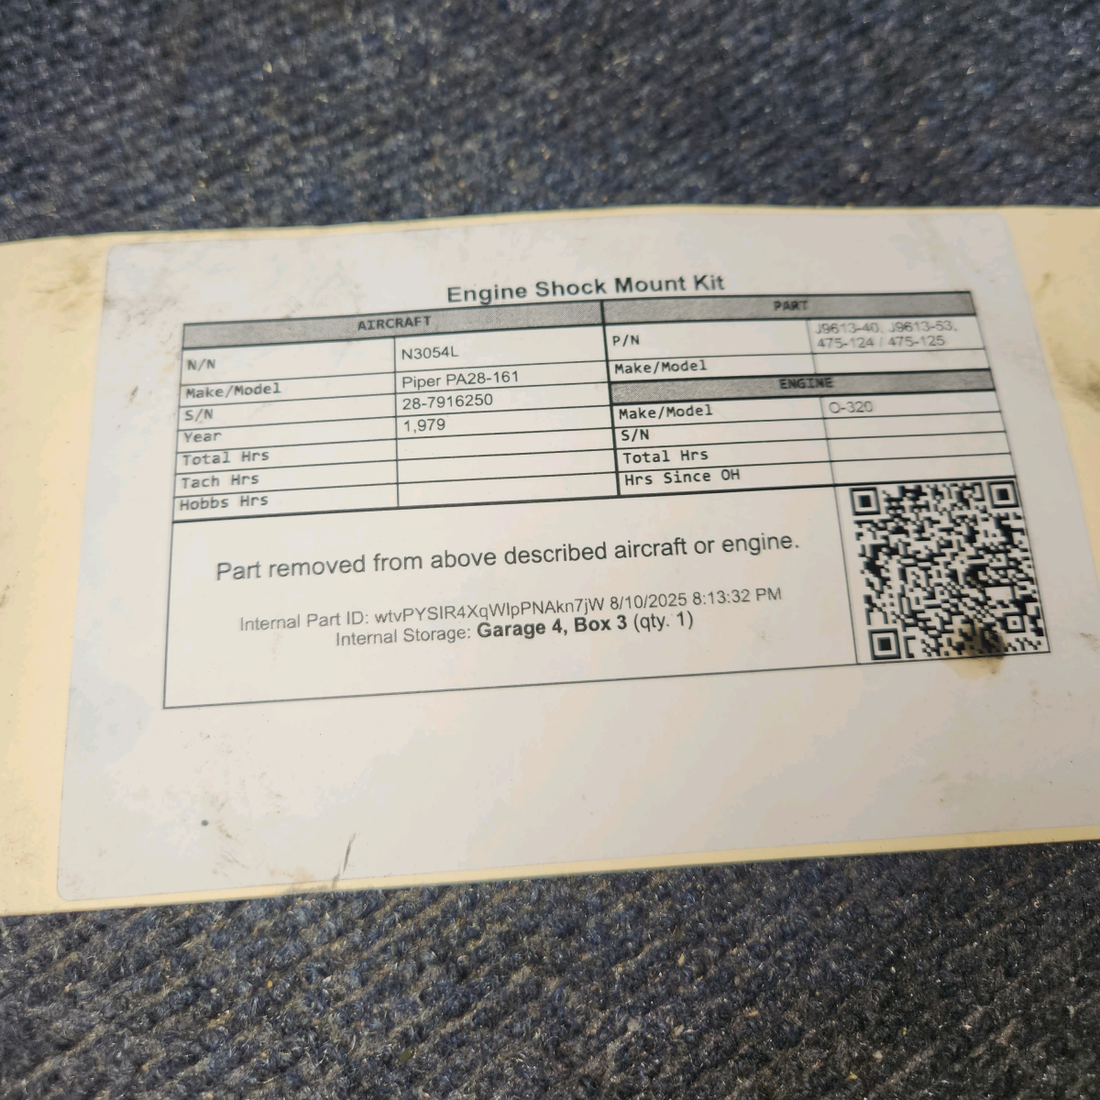 Engine Shock Mount Kit
AIRCRAFT
N/N N3054L
Make/Model Piper PA28-161
S/N 28-7916250
Year 1,979
Total Hrs
Tach Hrs
Hobbs Hrs
PART
P/N J9613-40, J9613-53,
475-124 / 475-125
Make/Model
ENGINE
Make/Model O-320
S/N
Total Hrs
Hrs Since OH
Part removed from above described aircraft or engine.
Internal Part ID: wtvPYSIR4XqWIpPNAkn7jW 8/10/2025 8:13:32 PM
Internal Storage: Garage 4, Box 3 (qty. 1)